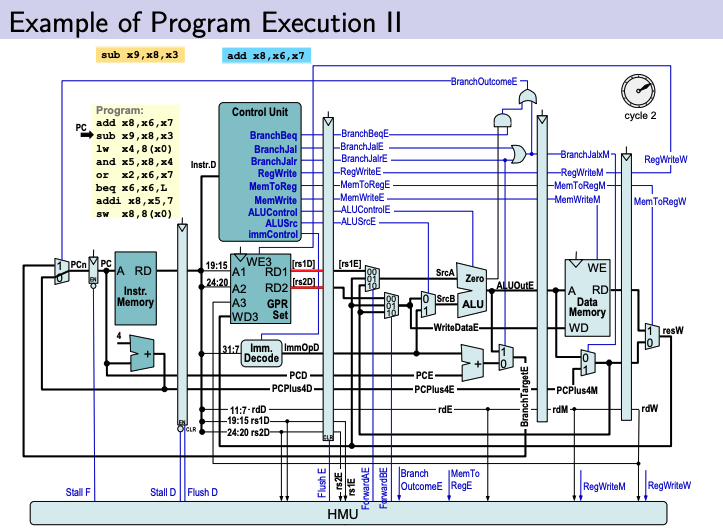 Example of Program Execution II
sub x9,x8,x3
add x8,x6,x7
BranchOutcomeE
cycle 2
Program:
add x8,x6,x7
PC
sub x9,x8,x3
lw x4,8(x0)
and x5,x8,x4
or x2,x6,x7
beq x6,x6,L
addi x8,x5,7
sw x8,8(x0)
Control Unit
BranchBeq
BranchJal
BranchJalr
RegWrite
MemToReg
MemWrite
ALUControl
ALUSrc
immControl
BranchBeqE
BranchJalE
BranchJalrE
RegWriteE
MemToRegE
MemWriteE
ALUControlE
ALUSrcE
BranchJalxM
RegWriteM
MemToRegM
MemWriteM
RegWriteW
MemToRegW
Instr.D
1
0
PCn
PC
EN
A RD
Instr.
Memory
19:15
24:20
WE3
A1 RD1
A2 RD2
A3 GPR
Set
WD3
[rs1D]
[rs2D]
[rs1E]
00
01
10
00
01
10
SrcA
SrcB
0
1
Zero
ALU
ALUOutE
WriteDataE
WE
A RD
Data
Memory
WD
resW
1
0
4
+
31:7
Imm.
Decode
ImmOpD
+
1
0
0
1
PCD
PCE
PCPlus4D
PCPlus4E
PCPlus4M
BranchTargetE
11:7 rdD
rdE
rdM
rdW
19:15 rs1D
24:20 rs2D
EN
CLR
CLR
Stall F
Stall D
Flush D
Flush E
rs2E
rs1E
ForwardAE
ForwardBE
Branch
OutcomeE
MemTo
RegE
RegWriteM
RegWriteW
HMU